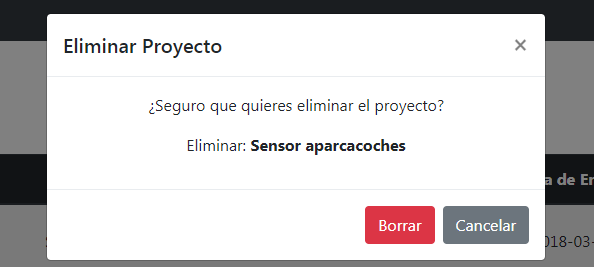 Eliminar Proyecto ×
¿Seguro que quieres eliminar el proyecto?
Eliminar: Sensor aparcacoches
a de
Borrar Cancelar
018-03-